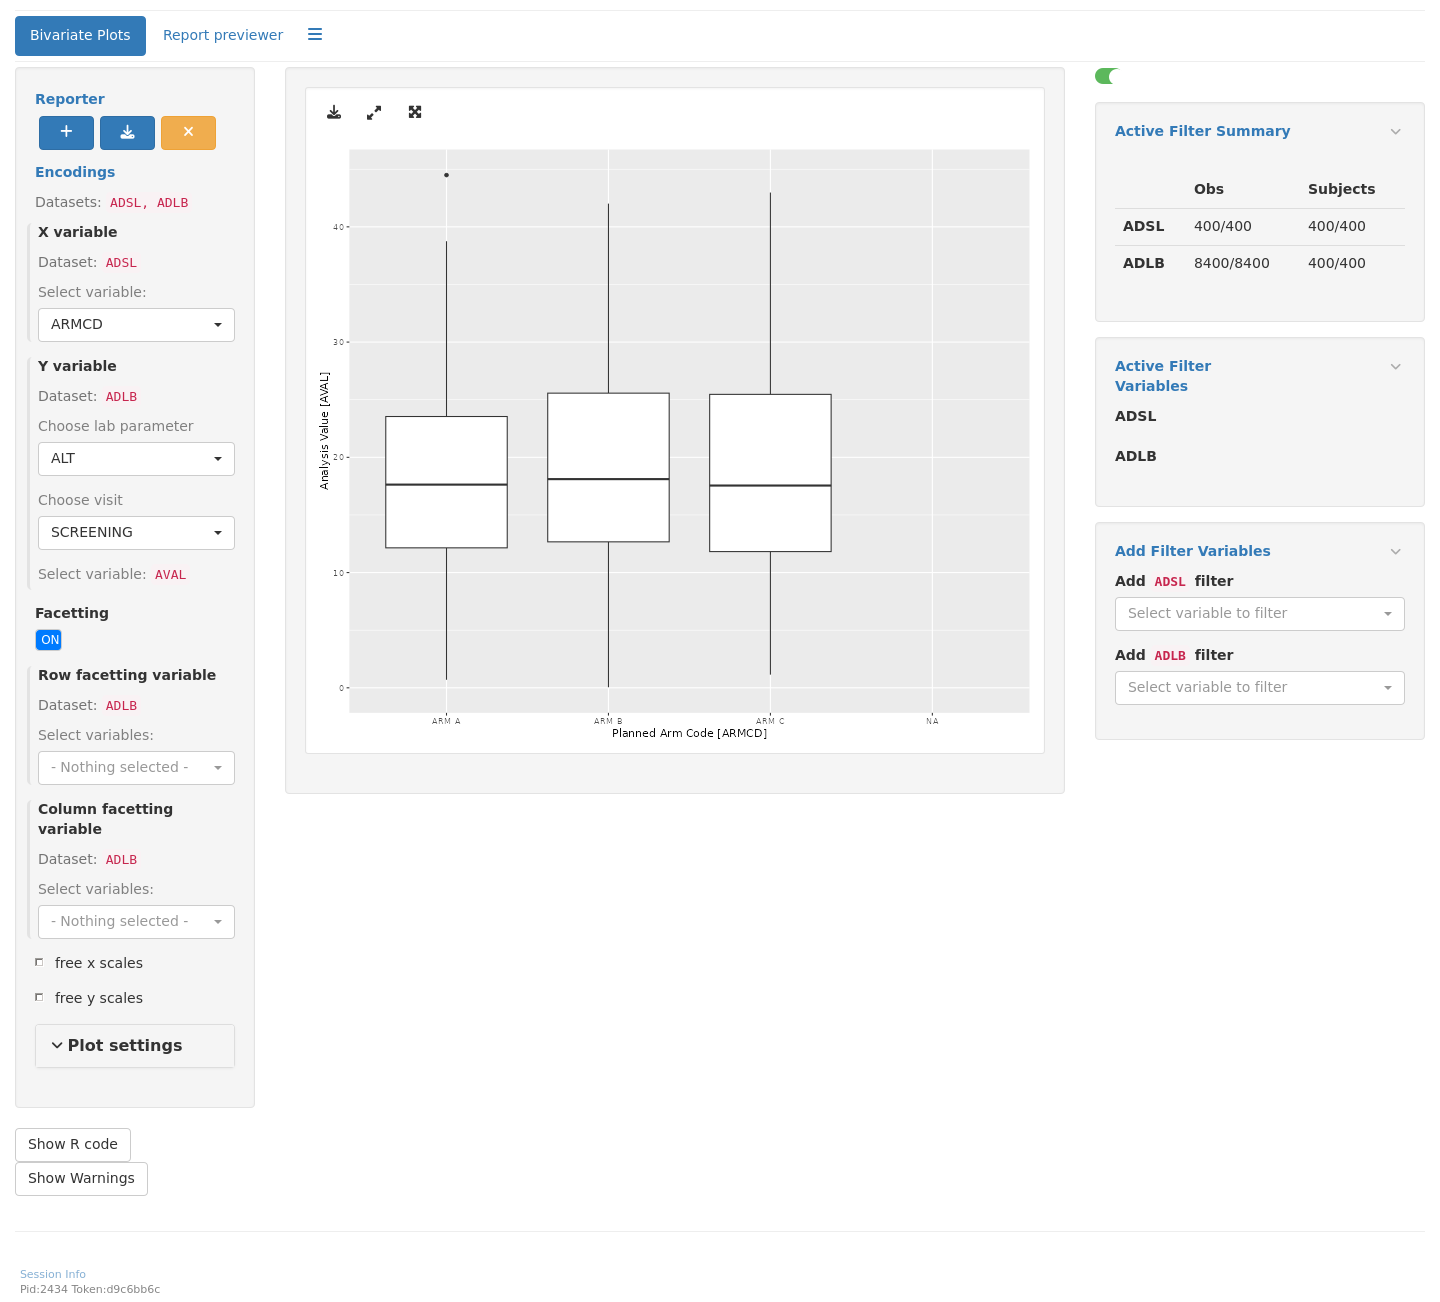 Bivariate Plots
Report previewer
Reporter
Encodings
Datasets: ADSL, ADLB
X variable
Dataset: ADSL
Select variable:
ARMCD
Y variable
Dataset: ADLB
Choose lab parameter
ALT
Choose visit
SCREENING
Select variable: AVAL
Facetting
ON
Row facetting variable
Dataset: ADLB
Select variables:
- Nothing selected -
Column facetting
variable
Dataset: ADLB
Select variables:
- Nothing selected -
free x scales
free y scales
Plot settings
Show R code
Show Warnings
Analysis Value [AVAL]
40
30
20
10
0
ARM A
ARM B
ARM C
NA
Planned Arm Code [ARMCD]
Active Filter Summary
Obs Subjects
ADSL 400/400 400/400
ADLB 8400/8400 400/400
Active Filter
Variables
ADSL
ADLB
Add Filter Variables
Add ADSL filter
Select variable to filter
Add ADLB filter
Select variable to filter
Session Info
Pid:2434 Token:d9c6bb6c